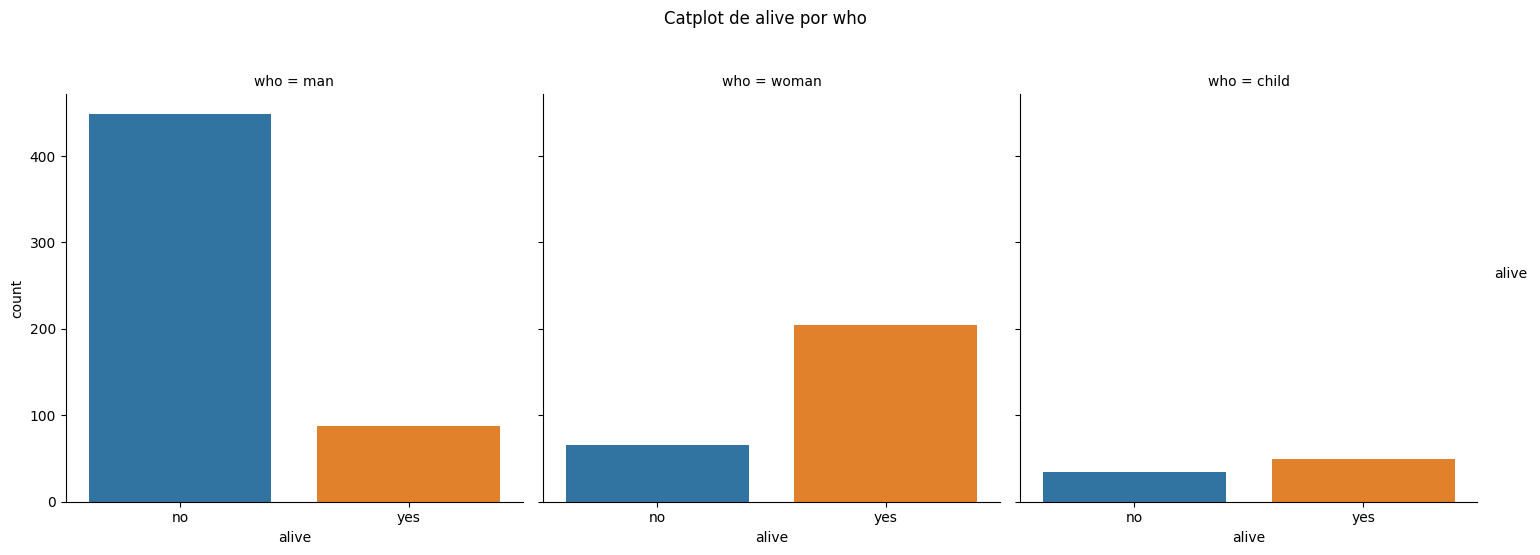 Catplot de alive por who
who = man
who = woman
who = child
count
400
300
200
100
0
no yes
alive
no yes
alive
no yes
alive
alive